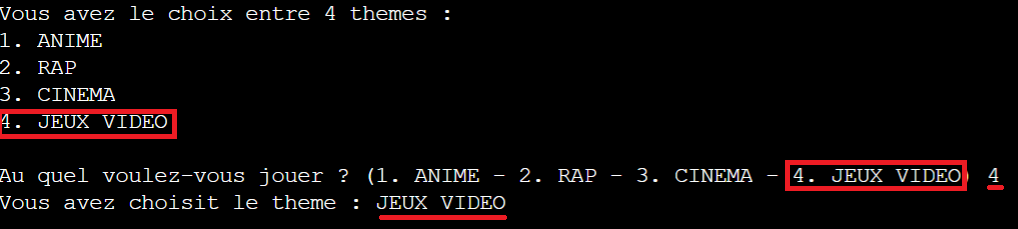 Vous avez le choix entre 4 themes :
1. ANIME
2. RAP
3. CINEMA
4. JEUX VIDEO
Au quel voulez-vous jouer ? (1. ANIME - 2. RAP - 3. CINEMA - 4. JEUX VIDEO) 4
Vous avez choisit le theme : JEUX VIDEO